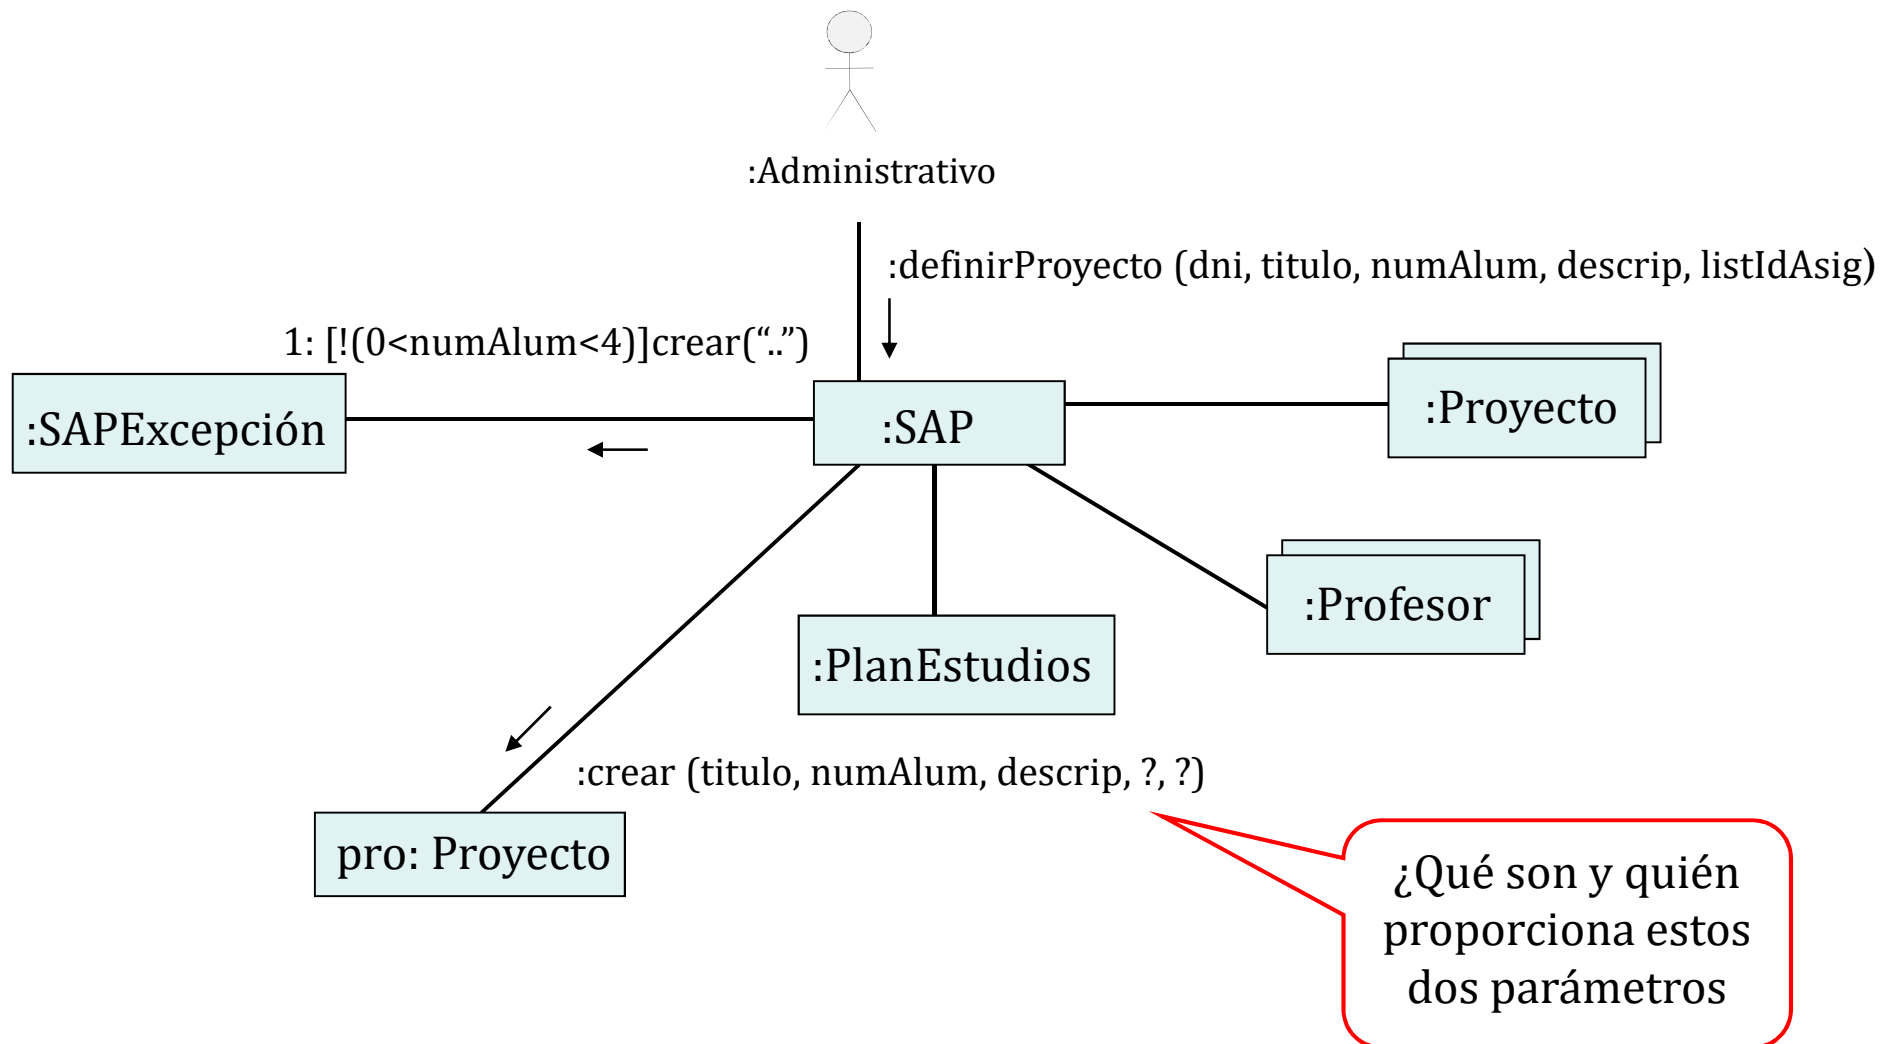 :Administrativo
:definirProyecto (dni, titulo, numAlum, descrip, listIdAsig)
1: [!(0<numAlum<4)]crear(“..”)
:SAPExcepción
:SAP
:Proyecto
:Profesor
:PlanEstudios
:crear (titulo, numAlum, descrip, ?, ?)
pro: Proyecto
¿Qué son y quién
proporciona estos
dos parámetros